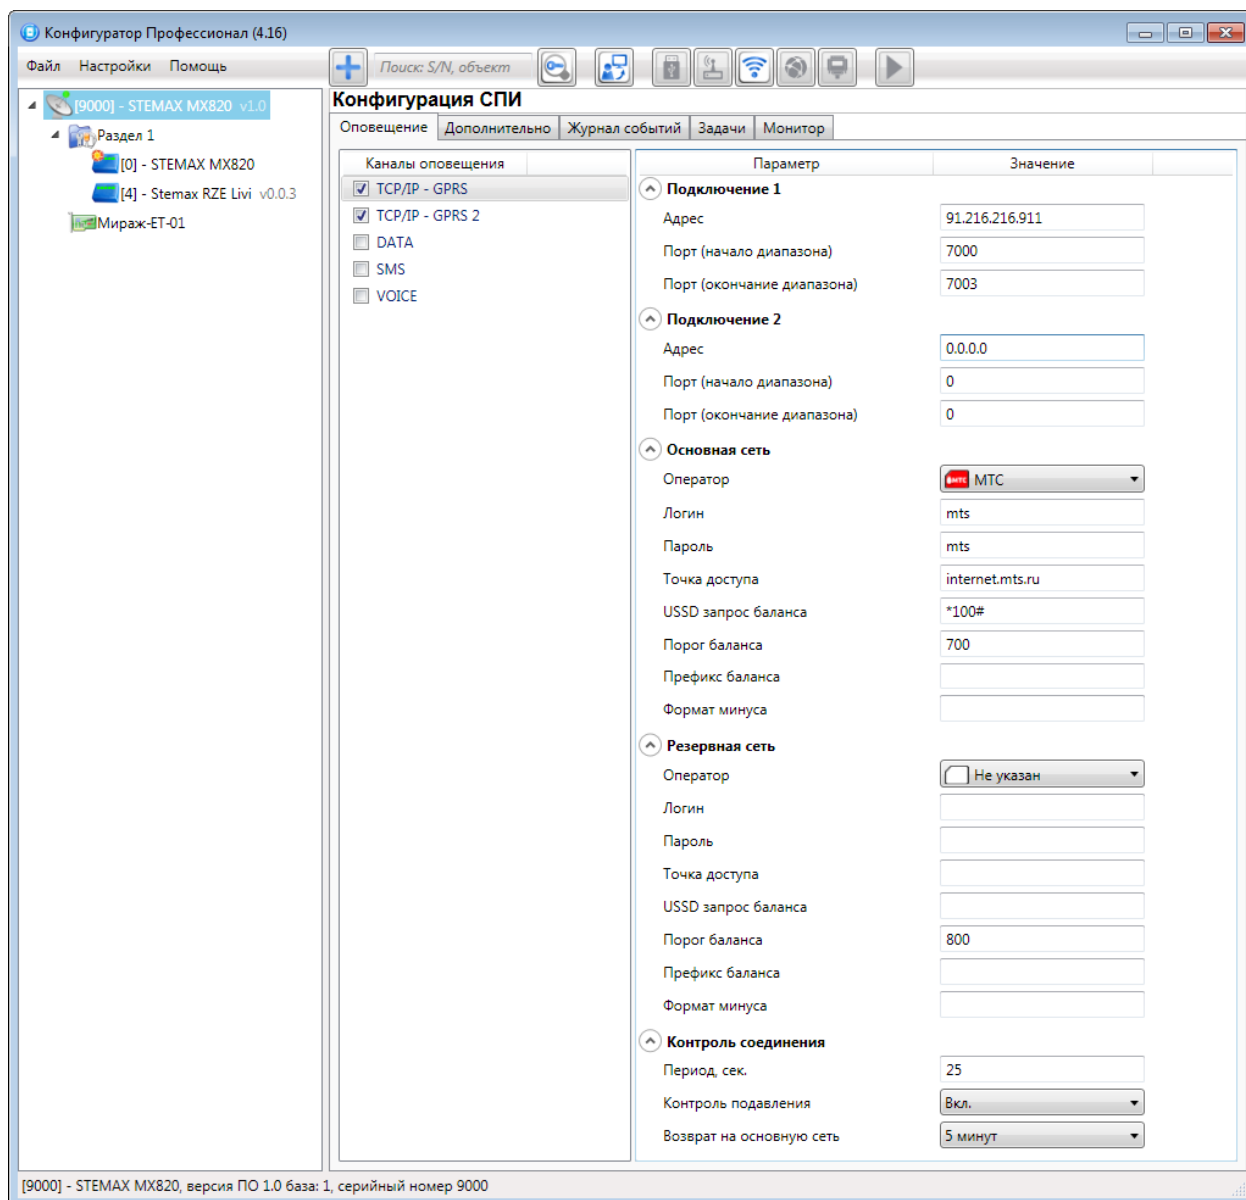 Конфигуратор Профессионал (4.16)
Файл Настройки Помощь
Поиск: S/N, объект
[9000] - STEMAX MX820 v1.0
Раздел 1
[0] - STEMAX MX820
[4] - Stemax RZE Livi v0.0.3
Мираж-ET-01
Конфигурация СПИ
Оповещение Дополнительно Журнал событий Задачи Монитор
Каналы оповещения
TCP/IP - GPRS
TCP/IP - GPRS 2
DATA
SMS
VOICE
Параметр Значение
Подключение 1
Адрес 91.216.216.911
Порт (начало диапазона) 7000
Порт (окончание диапазона) 7003
Подключение 2
Адрес 0.0.0.0
Порт (начало диапазона) 0
Порт (окончание диапазона) 0
Основная сеть
Оператор МТС
Логин mts
Пароль mts
Точка доступа internet.mts.ru
USSD запрос баланса *100#
Порог баланса 700
Префикс баланса
Формат минуса
Резервная сеть
Оператор Не указан
Логин
Пароль
Точка доступа
USSD запрос баланса
Порог баланса 800
Префикс баланса
Формат минуса
Контроль соединения
Период, сек. 25
Контроль подавления Вкл.
Возврат на основную сеть 5 минут
[9000] - STEMAX MX820, версия ПО 1.0 база: 1, серийный номер 9000